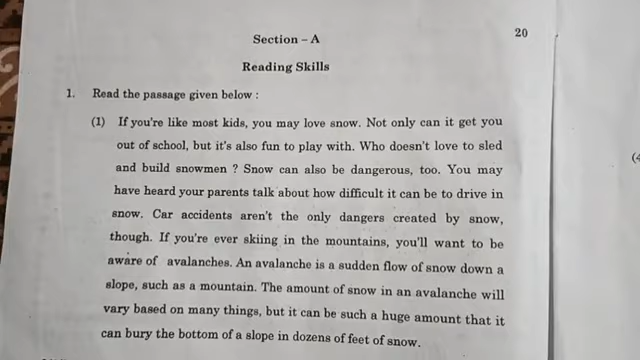 Section – A
20
Reading Skills
1. Read the passage given below :
(1) If you're like most kids, you may love snow. Not only can it get you
out of school, but it's also fun to play with. Who doesn't love to sled
and build snowmen ? Snow can also be dangerous, too. You may
have heard your parents talk about how difficult it can be to drive in
snow. Car accidents aren't the only dangers created by snow,
though. If you're ever skiing in the mountains, you'll want to be
aware of avalanches. An avalanche is a sudden flow of snow down a
slope, such as a mountain. The amount of snow in an avalanche will
vary based on many things, but it can be such a huge amount that it
can bury the bottom of a slope in dozens of feet of snow.